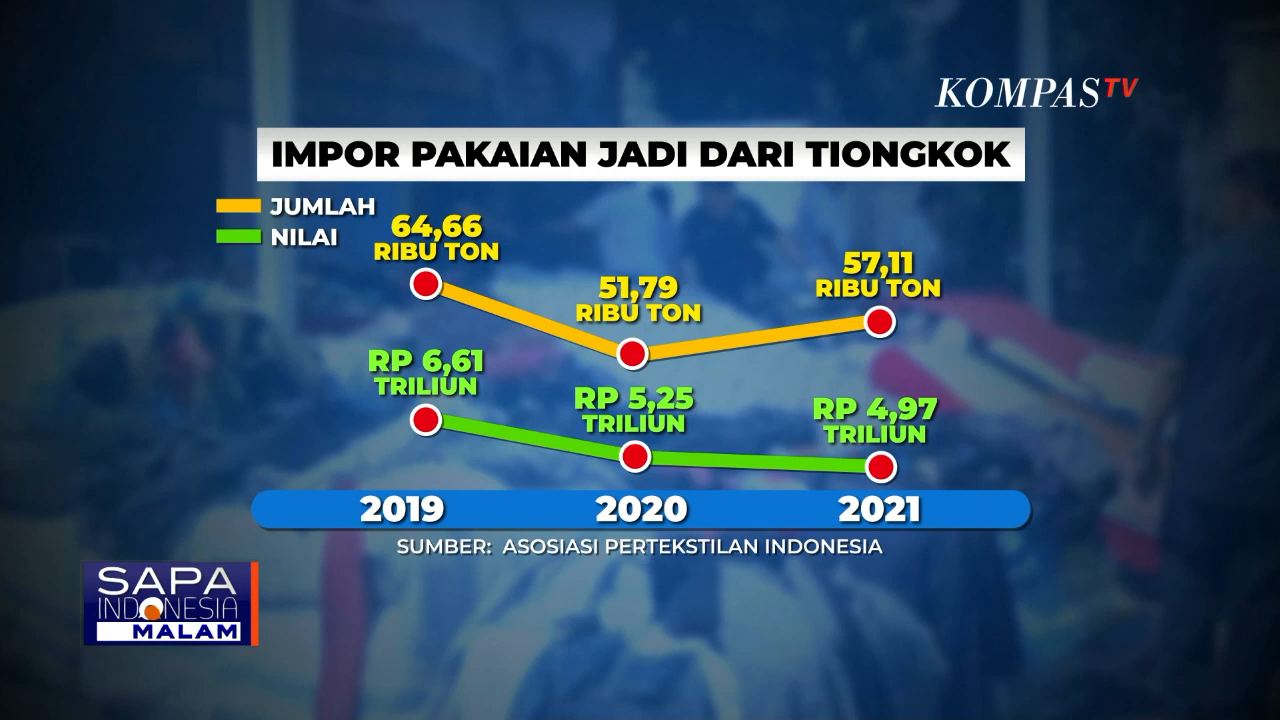 KOMPAS TV
IMPOR PAKAIAN JADI DARI TIONGKOK
JUMLAH
NILAI
64,66
RIBU TON
51,79
RIBU TON
57,11
RIBU TON
RP 6,61
TRILIUN
RP 5,25
TRILIUN
RP 4,97
TRILIUN
2019 2020 2021
SUMBER: ASOSIASI PERTEKSTILAN INDONESIA
SAPA
INDONESIA
MALAM